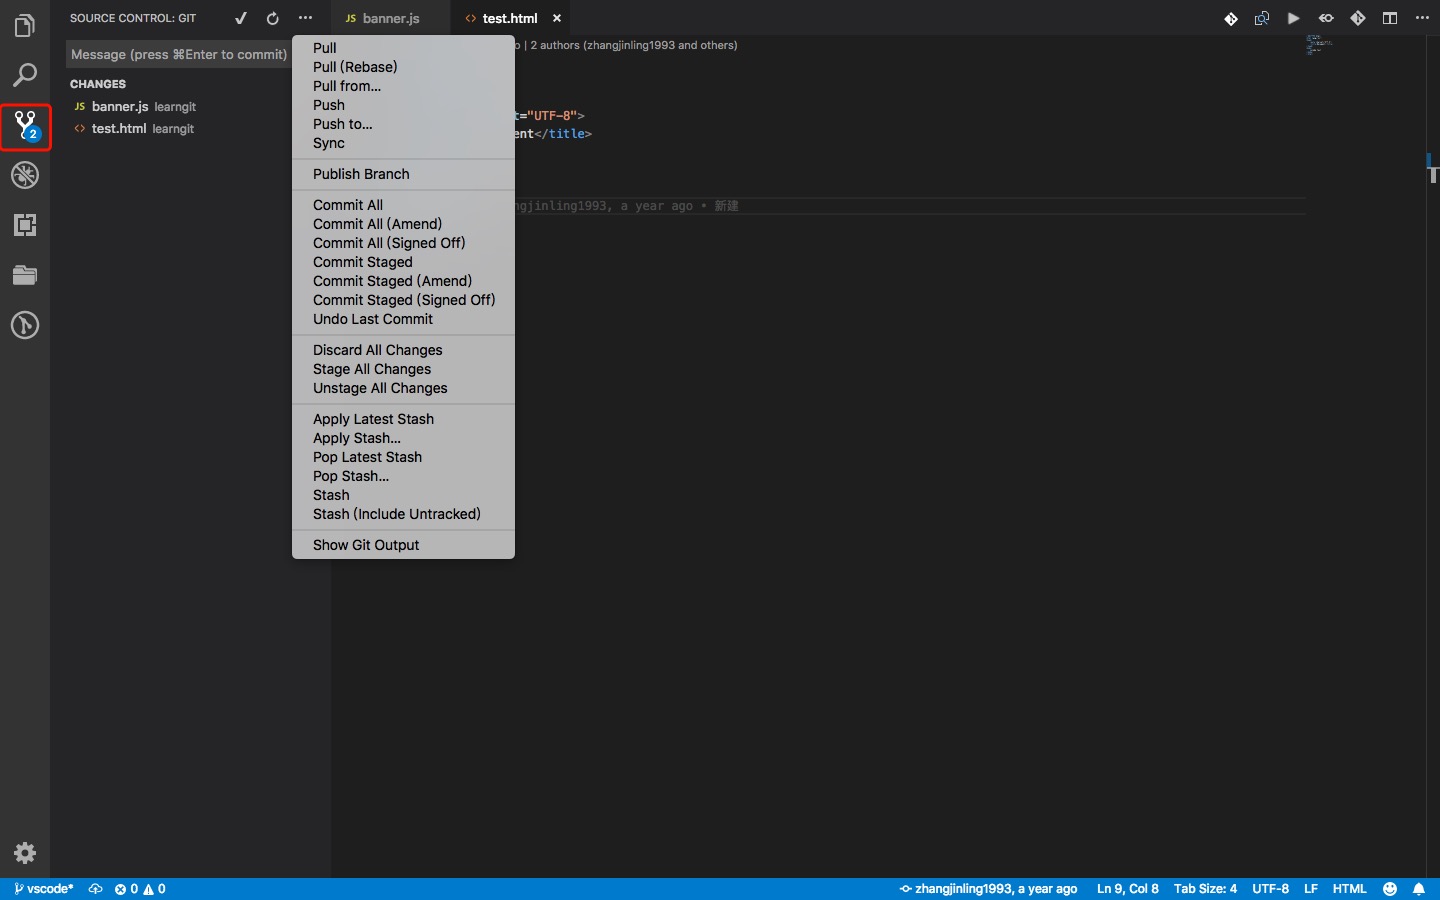 SOURCE CONTROL: GIT
JS banner.js
<> test.html ×
Message (press ⌘Enter to commit)
CHANGES
JS banner.js learngit
<> test.html learngit
2
Pull
Pull (Rebase)
Pull from...
Push
Push to...
Sync
Publish Branch
Commit All
Commit All (Amend)
Commit All (Signed Off)
Commit Staged
Commit Staged (Amend)
Commit Staged (Signed Off)
Undo Last Commit
Discard All Changes
Stage All Changes
Unstage All Changes
Apply Latest Stash
Apply Stash...
Pop Latest Stash
Pop Stash...
Stash
Stash (Include Untracked)
Show Git Output
o | 2 authors (zhangjinling1993 and others)
t="UTF-8">
ent</title>
ngjinling1993, a year ago • 新建
vscode* 0 0 zhangjinling1993, a year ago Ln 9, Col 8 Tab Size: 4 UTF-8 LF HTML